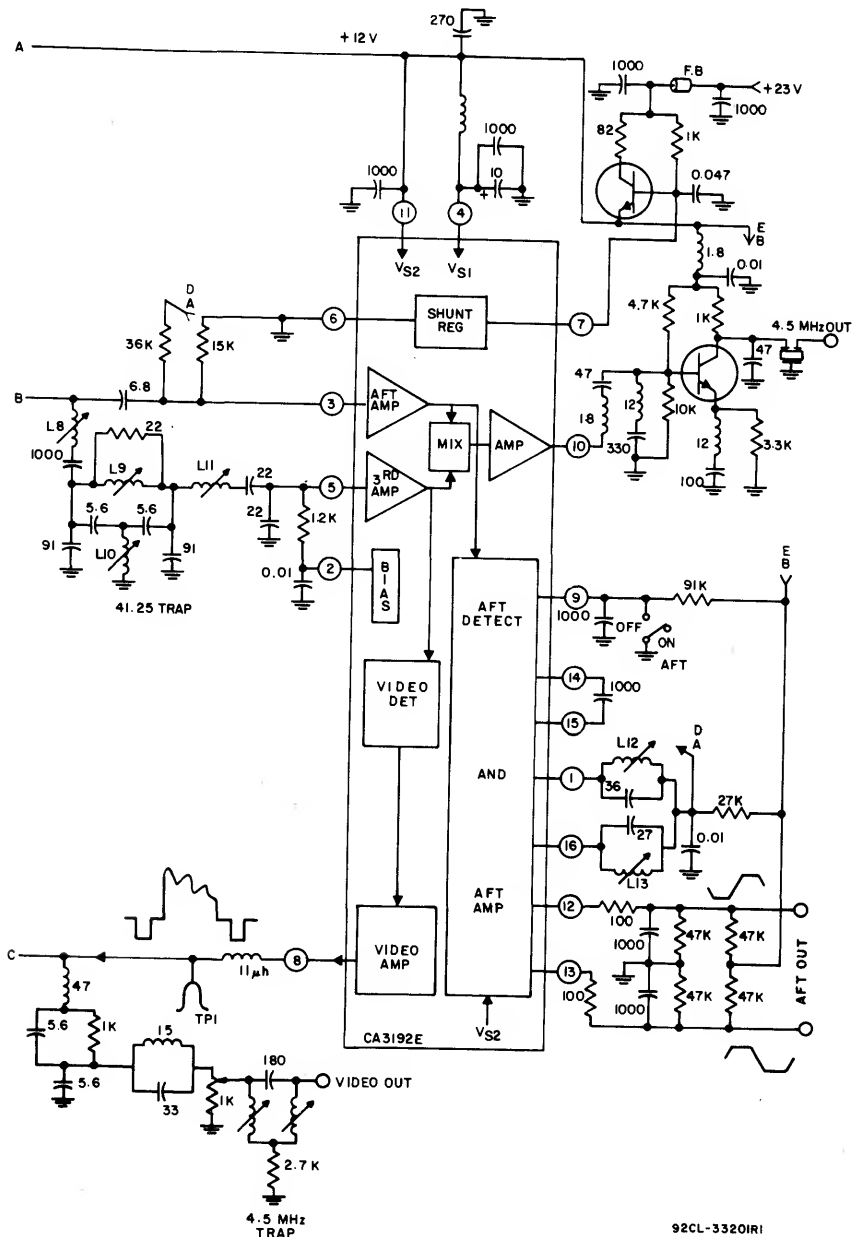 270
A
+12V
1000
F.B
+23V
1000
82
1K
1000
10
+
0.047
1000
11
4
VS2
VS1
E
B
1.8
0.01
D
A
36K
15K
6
SHUNT
REG
7
4.7K
1K
4.5 MHz OUT
47
6.8
B
3
AFT
AMP
47
L8
22
MIX
AMP
10
18
12
10K
1000
L9
L11
22
5
3RD
AMP
330
12
3.3K
5.6
5.6
22
1.2K
100
91
L10
91
0.01
2
BIAS
41.25 TRAP
E
B
AFT
DETECT
9
91K
1000
OFF
ON
AFT
VIDEO
DET
14
1000
15
D
A
L12
AND
1
36
27K
27
0.01
16
L13
AFT
AMP
12
100
1000
47K
47K
AFT OUT
C
11µh
8
VIDEO
AMP
13
47
TP1
100
1000
47K
47K
VS2
5.6
1K
CA3192E
15
5.6
180
VIDEO OUT
33
1K
2.7K
4.5 MHz
TRAP
92CL-33201R1